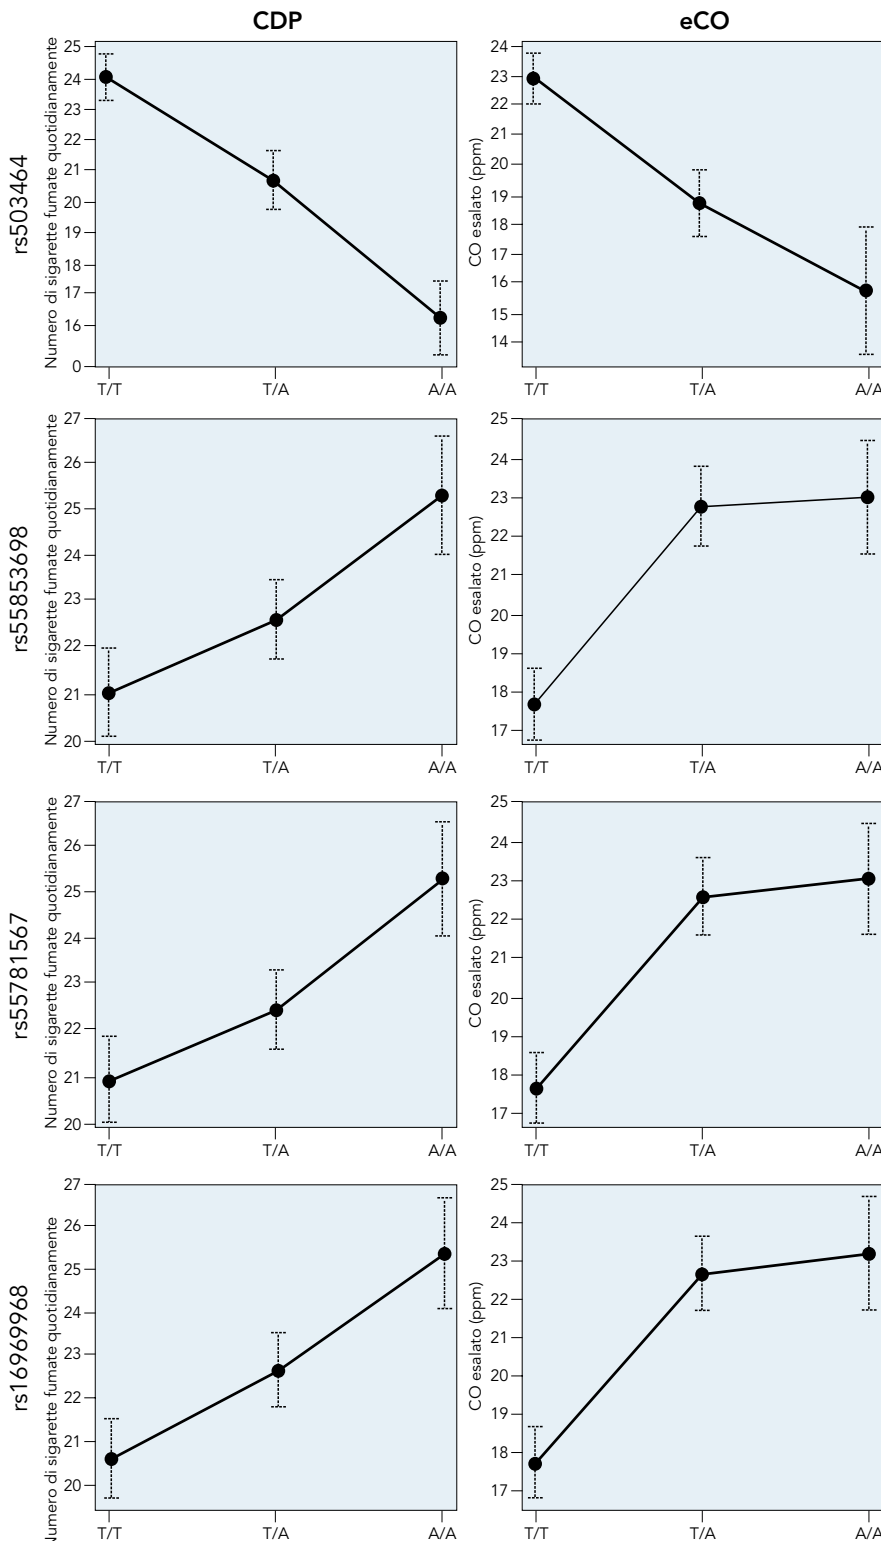 CDP
eCO
rs503464
Numero di sigarette fumate quotidianamente
25
24
23
22
21
20
19
18
17
16
0
T/T
T/A
A/A
CO esalato (ppm)
24
23
22
21
20
19
18
17
16
15
14
T/T
T/A
A/A
rs55853698
Numero di sigarette fumate quotidianamente
27
26
25
24
23
22
21
20
T/T
T/A
A/A
CO esalato (ppm)
25
24
23
22
21
20
19
18
17
T/T
T/A
A/A
rs55781567
Numero di sigarette fumate quotidianamente
27
26
25
24
23
22
21
20
T/T
T/A
A/A
CO esalato (ppm)
25
24
23
22
21
20
19
18
17
T/T
T/A
A/A
rs16969968
Numero di sigarette fumate quotidianamente
27
26
25
24
23
22
21
20
T/T
T/A
A/A
CO esalato (ppm)
25
24
23
22
21
20
19
18
17
T/T
T/A
A/A